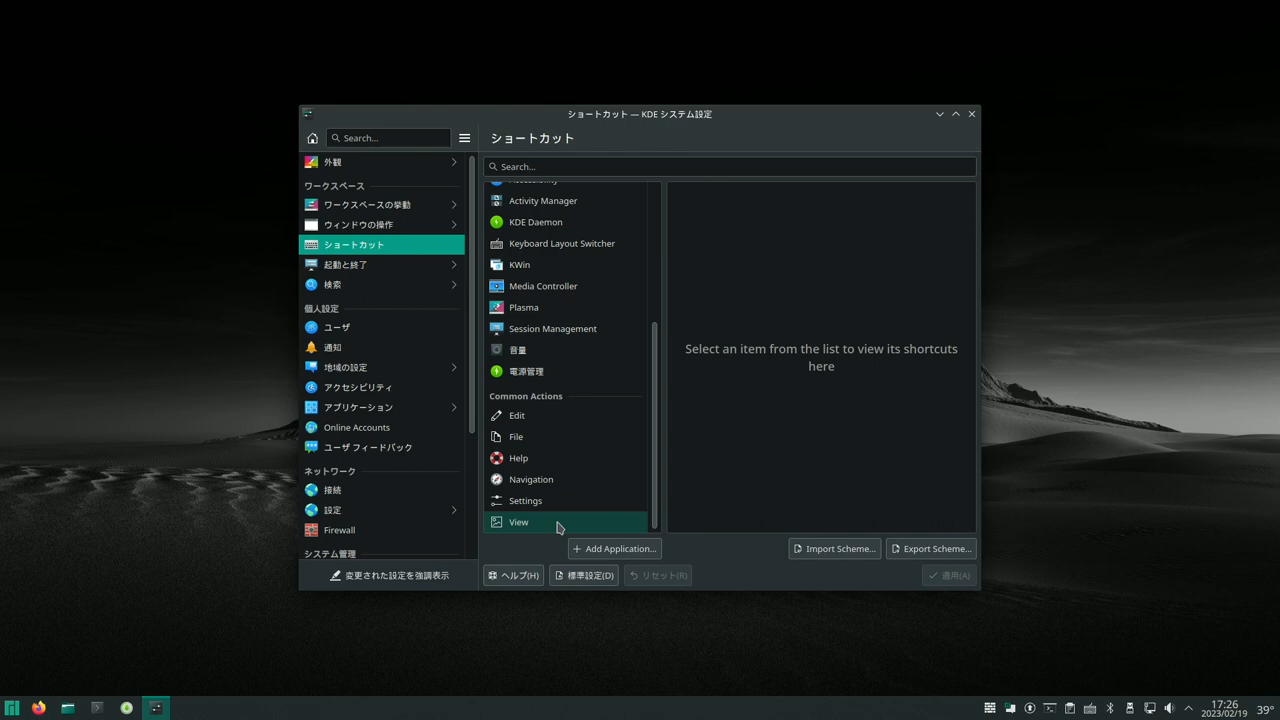 ショートカット — KDE システム設定
Search...
ショートカット
外観
ワークスペース
ワークスペースの挙動
ウィンドウの操作
ショートカット
起動と終了
検索
個人設定
ユーザ
通知
地域の設定
アクセシビリティ
アプリケーション
Online Accounts
ユーザ フィードバック
ネットワーク
接続
設定
Firewall
システム管理
変更された設定を強調表示
Search...
Accessibility
Activity Manager
KDE Daemon
Keyboard Layout Switcher
KWin
Media Controller
Plasma
Session Management
音量
電源管理
Common Actions
Edit
File
Help
Navigation
Settings
View
Select an item from the list to view its shortcuts
here
Add Application...
Import Scheme...
Export Scheme...
ヘルプ(H)
標準設定(D)
リセット(R)
適用(A)
17:26
2023/02/19
39°